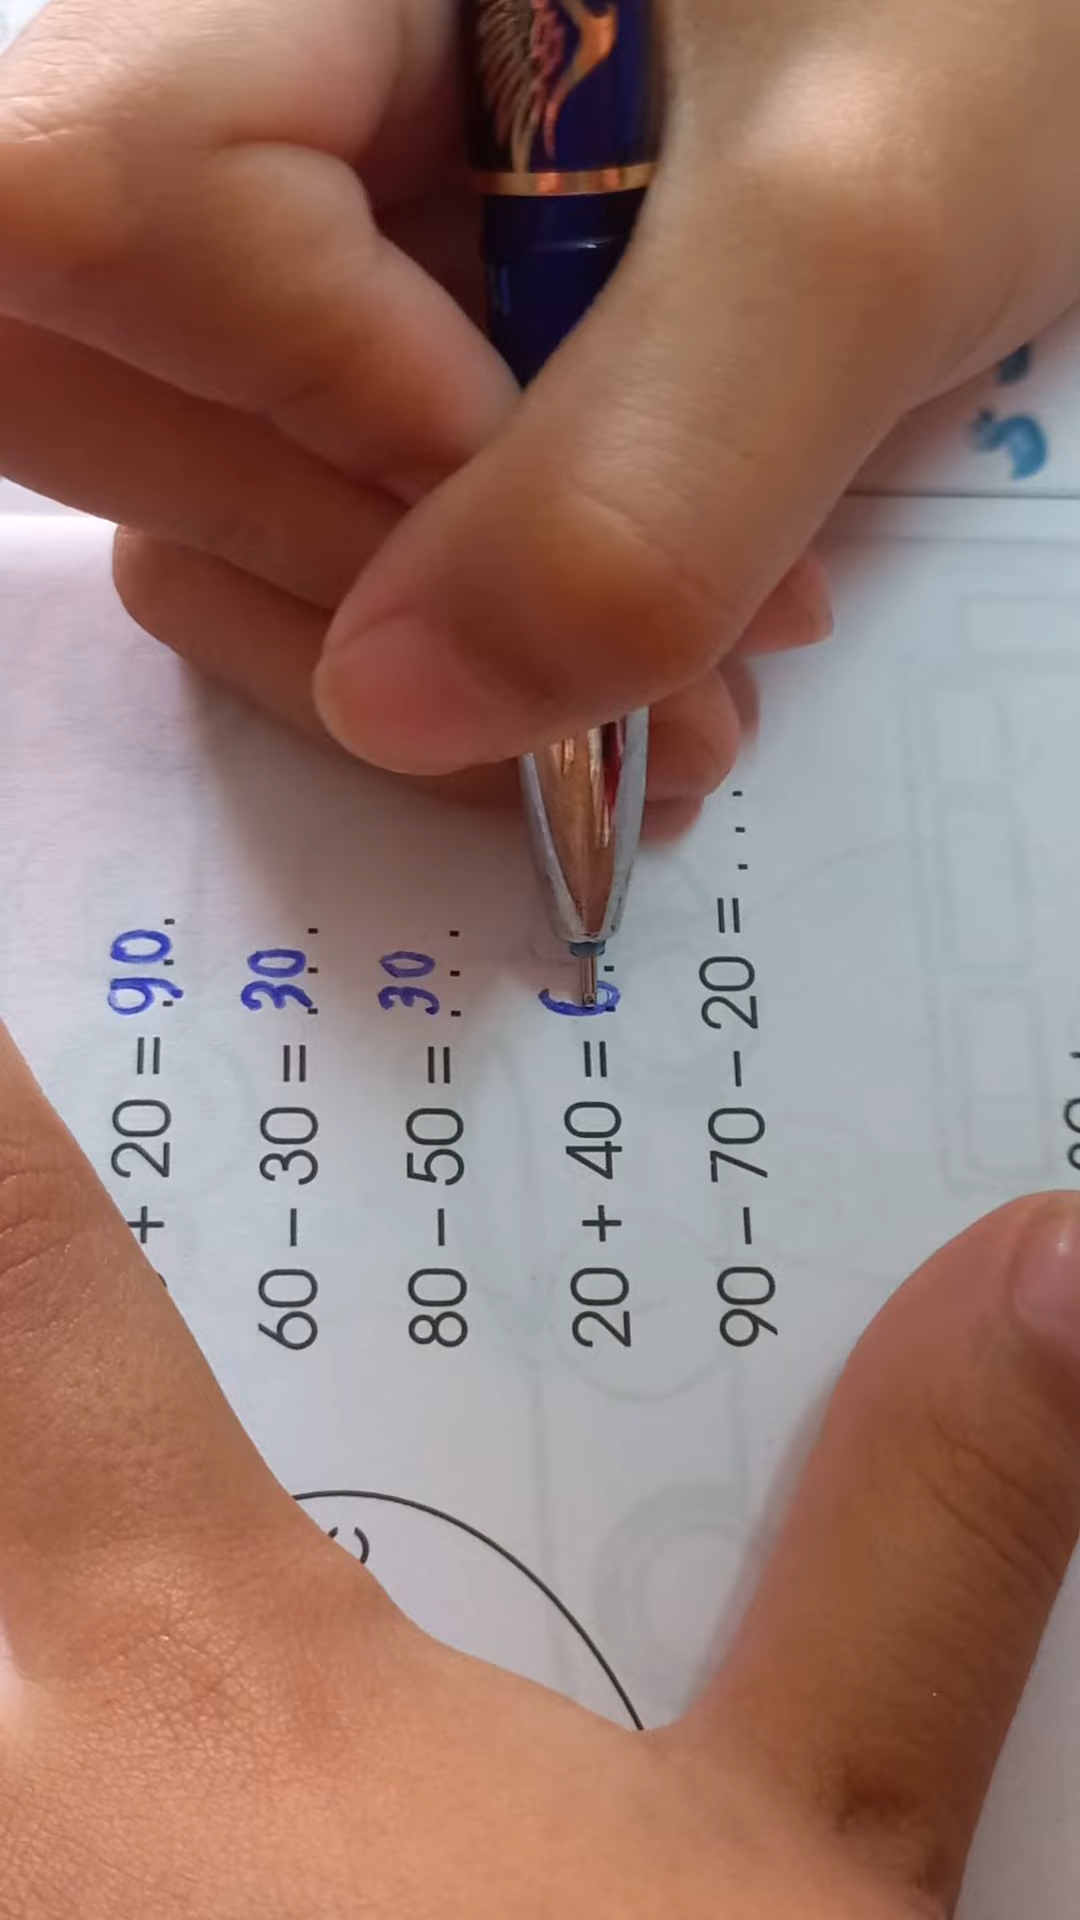 + 20 = 90
60 – 30 = 30
80 – 50 = 30
20 + 40 = 6
90 – 70 – 20 = . . .